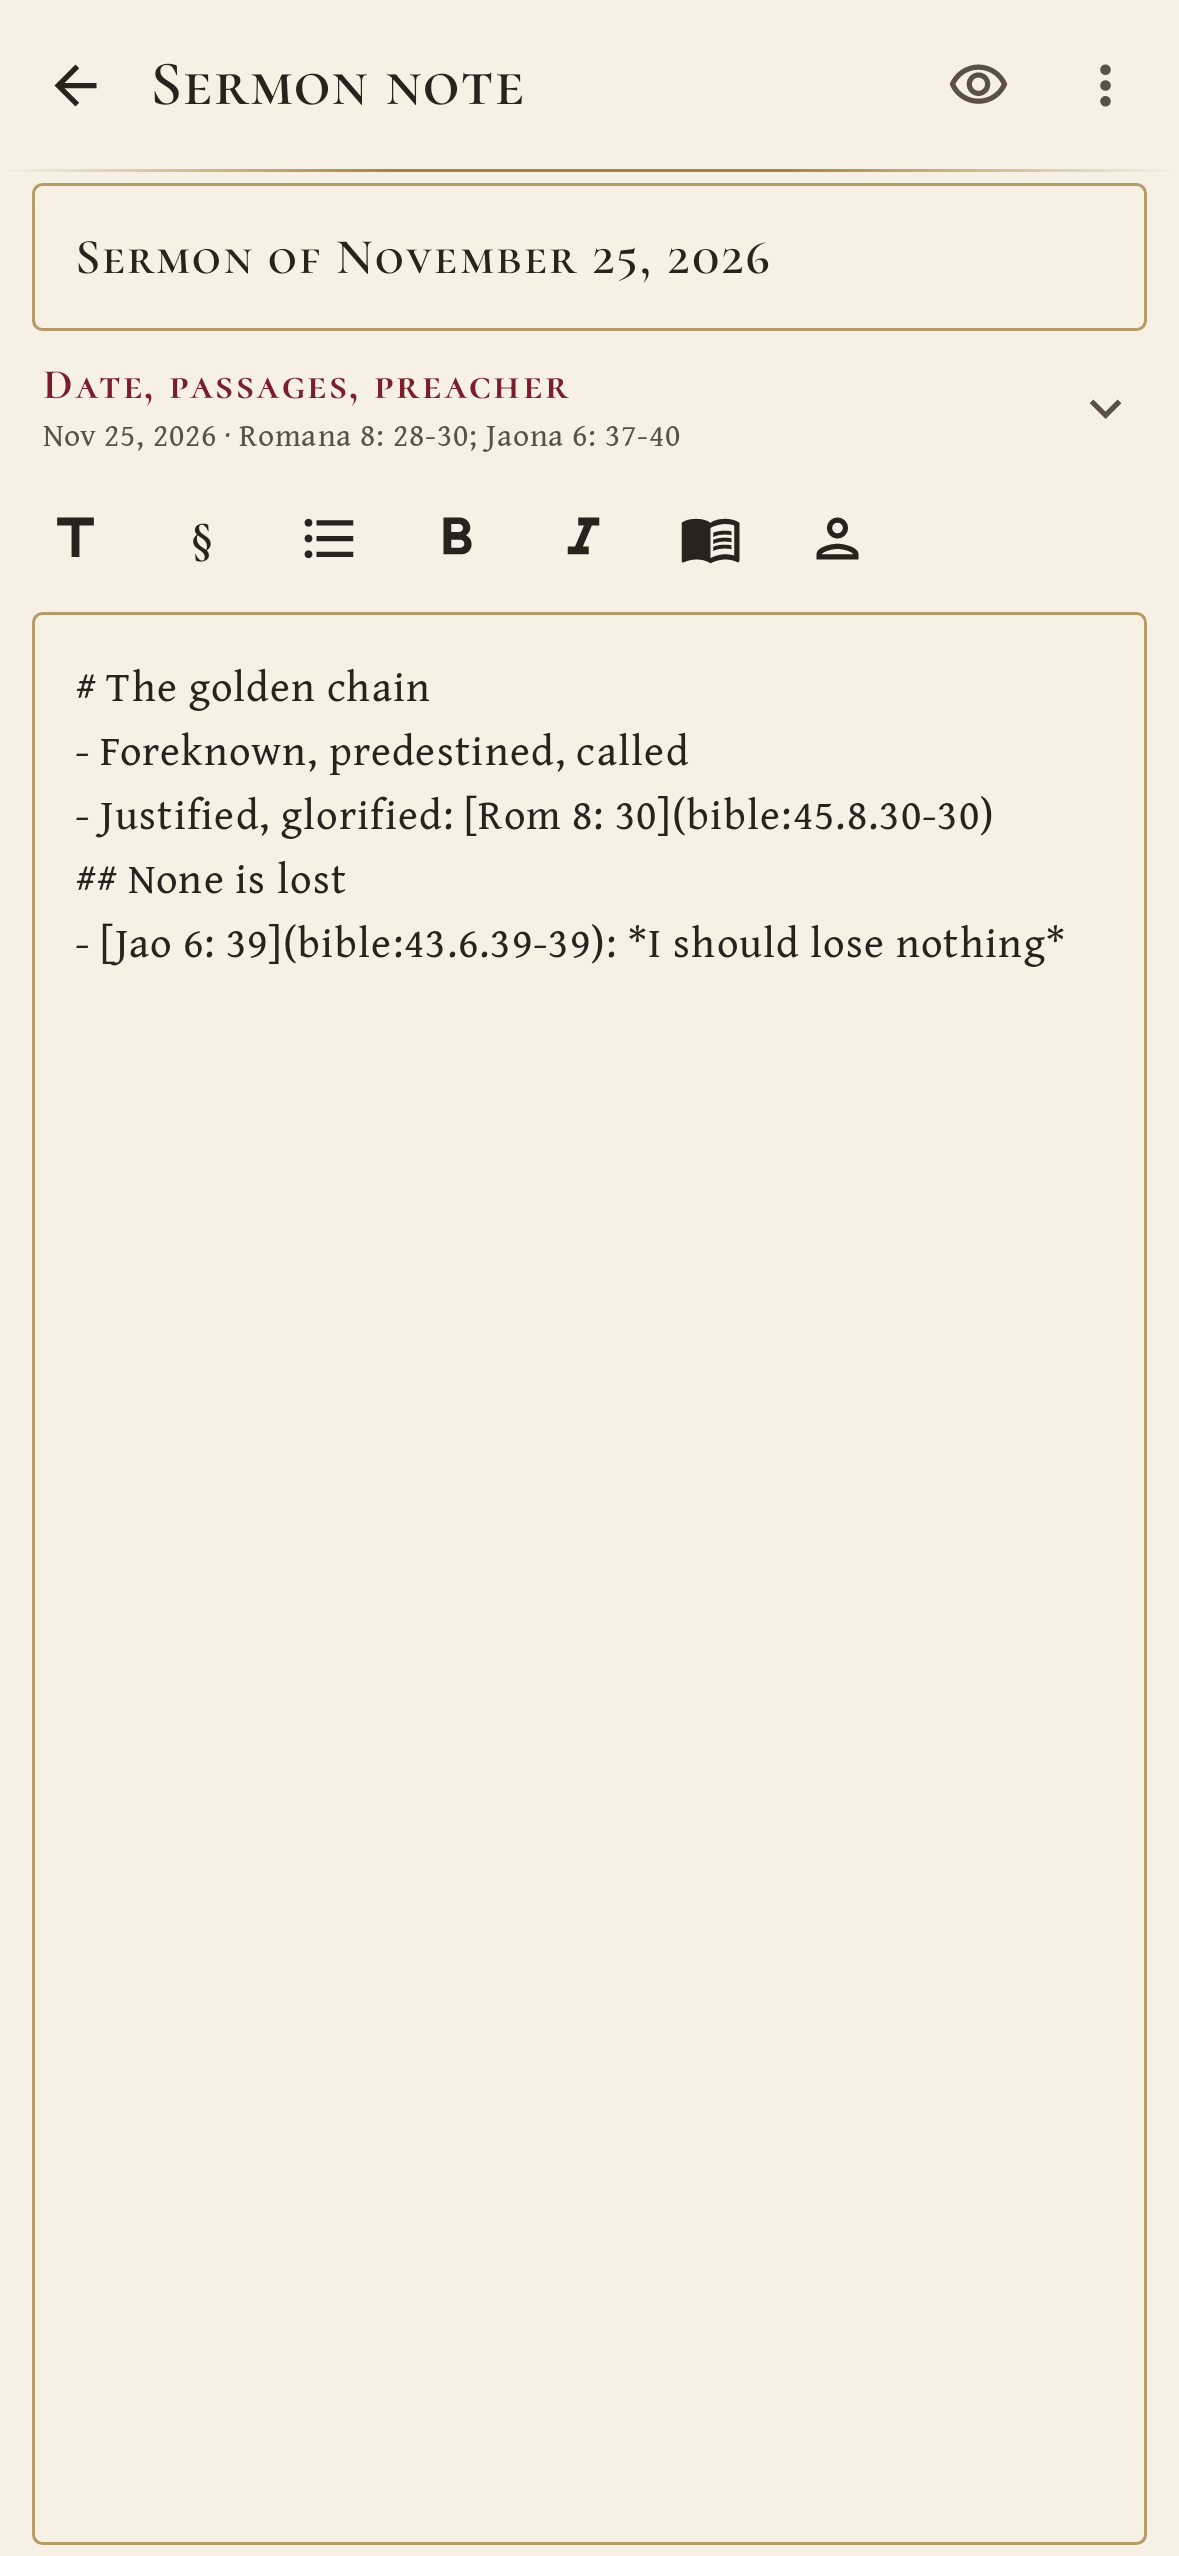 Sermon note
Sermon of November 25, 2026
Date, passages, preacher
Nov 25, 2026 · Romana 8: 28-30; Jaona 6: 37-40
T § B I
# The golden chain
- Foreknown, predestined, called
- Justified, glorified: [Rom 8: 30](bible:45.8.30-30)
## None is lost
- [Jao 6: 39](bible:43.6.39-39): *I should lose nothing*